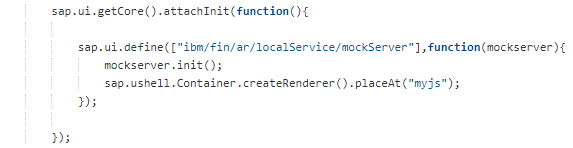 sap.ui.getCore().attachInit(function(){
sap.ui.define(["ibm/fin/ar/localService/mockServer"],function(mockserver){
mockserver.init();
sap.ushell.Container.createRenderer().placeAt("myjs");
});
});